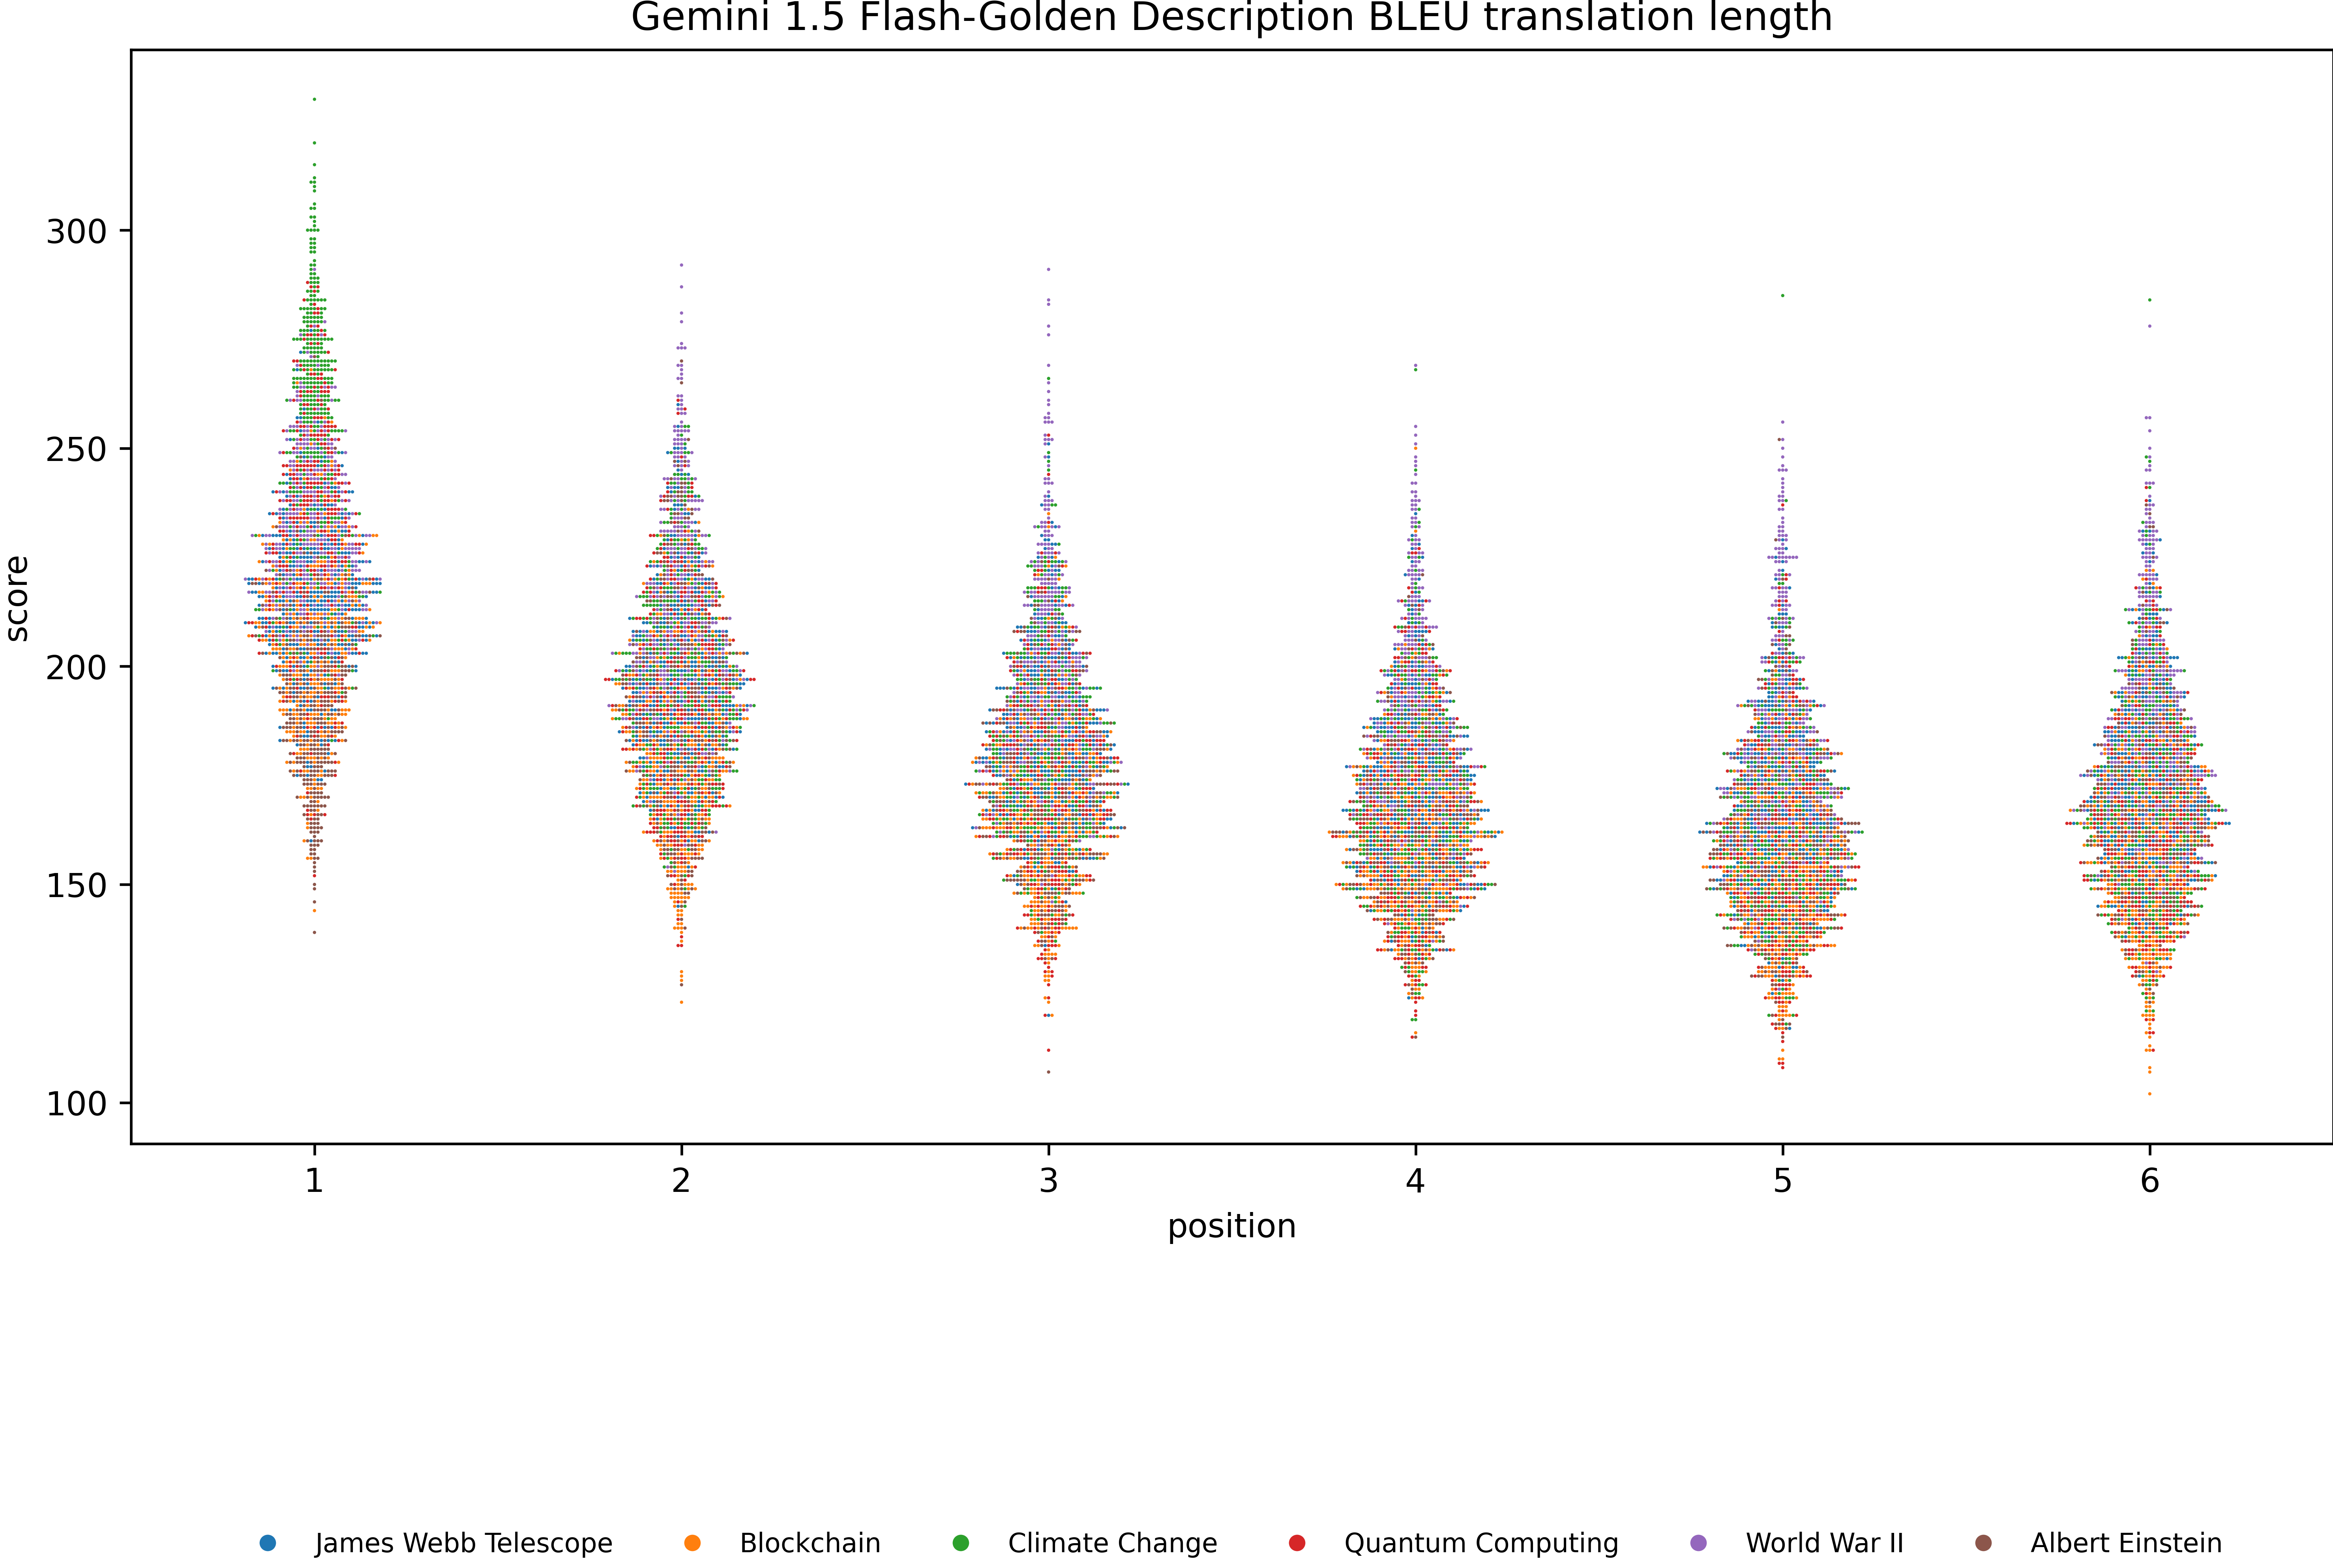 Gemini 1.5 Flash-Golden Description BLEU translation length
score
300
250
200
150
100
1 2 3 4 5 6
position
James Webb Telescope Blockchain Climate Change Quantum Computing World War II Albert Einstein